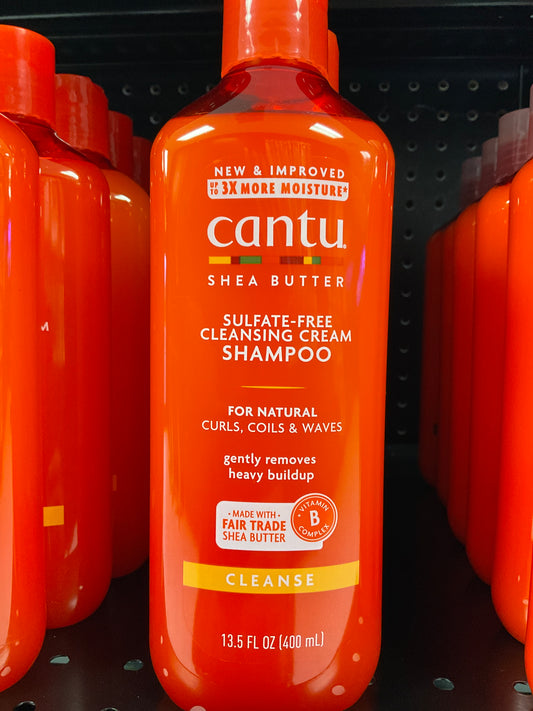 NEW & IMPROVED
UP TO 3X MORE MOISTURE*
cantu.
SHEA BUTTER
SULFATE-FREE
CLEANSING CREAM
SHAMPOO
FOR NATURAL
CURLS, COILS & WAVES
gently removes
heavy buildup
• MADE WITH •
FAIR TRADE
SHEA BUTTER
• VITAMIN •
B
COMPLEX
CLEANSE
13.5 FL OZ (400 mL)
M